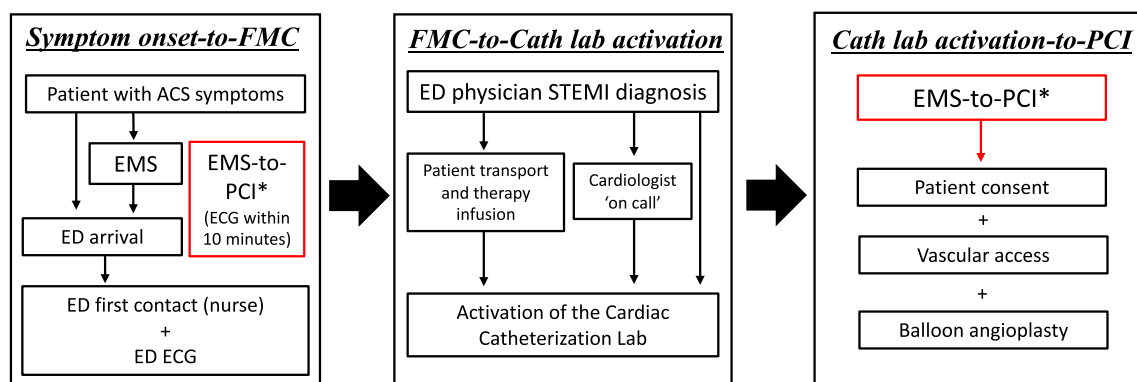 Symptom onset-to-FMC
Patient with ACS symptoms
EMS
EMS-to-
PCI*
(ECG within
10 minutes)
ED arrival
ED first contact (nurse)
+
ED ECG
FMC-to-Cath lab activation
ED physician STEMI diagnosis
Patient transport
and therapy
infusion
Cardiologist
‘on call’
Activation of the Cardiac
Catheterization Lab
Cath lab activation-to-PCI
EMS-to-PCI*
Patient consent
+
Vascular access
+
Balloon angioplasty